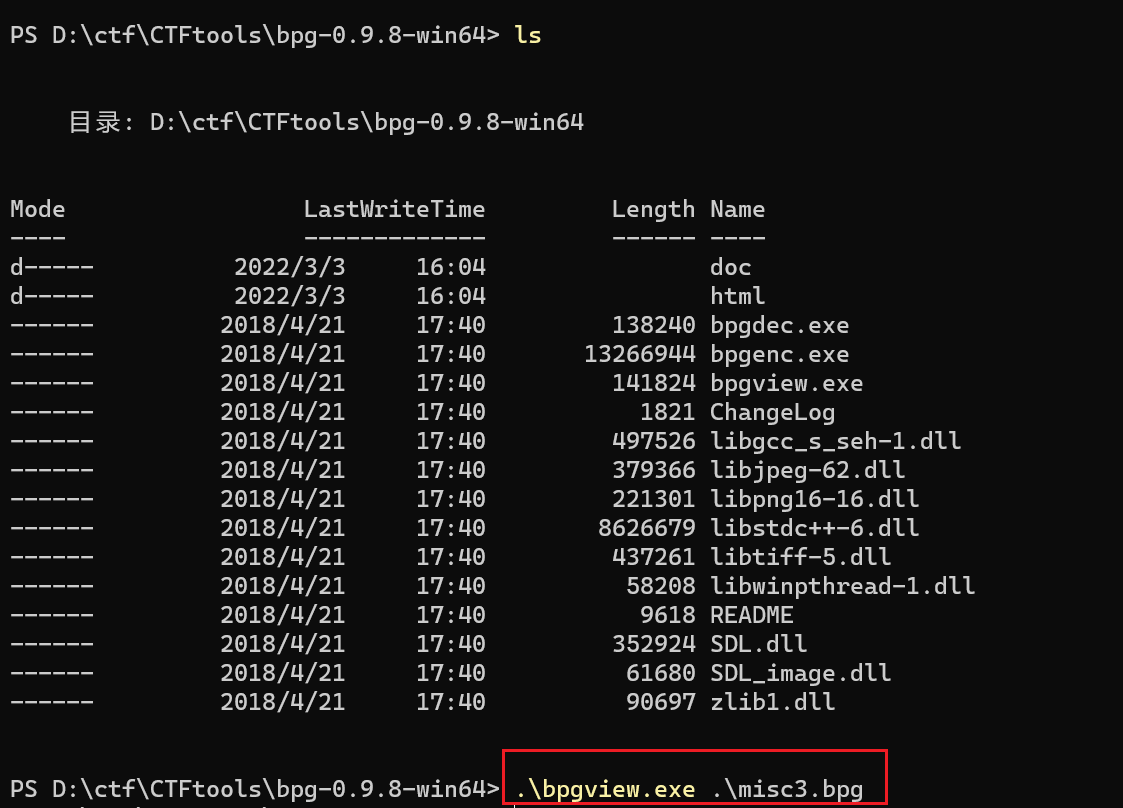 PS D:\ctf\CTFtools\bpg-0.9.8-win64> ls
目录: D:\ctf\CTFtools\bpg-0.9.8-win64
Mode LastWriteTime Length Name
---- ------------- ------ ----
d----- 2022/3/3 16:04 doc
d----- 2022/3/3 16:04 html
------ 2018/4/21 17:40 138240 bpgdec.exe
------ 2018/4/21 17:40 13266944 bpgenc.exe
------ 2018/4/21 17:40 141824 bpgview.exe
------ 2018/4/21 17:40 1821 ChangeLog
------ 2018/4/21 17:40 497526 libgcc_s_seh-1.dll
------ 2018/4/21 17:40 379366 libjpeg-62.dll
------ 2018/4/21 17:40 221301 libpng16-16.dll
------ 2018/4/21 17:40 8626679 libstdc++-6.dll
------ 2018/4/21 17:40 437261 libtiff-5.dll
------ 2018/4/21 17:40 58208 libwinpthread-1.dll
------ 2018/4/21 17:40 9618 README
------ 2018/4/21 17:40 352924 SDL.dll
------ 2018/4/21 17:40 61680 SDL_image.dll
------ 2018/4/21 17:40 90697 zlib1.dll
PS D:\ctf\CTFtools\bpg-0.9.8-win64> .\bpgview.exe .\misc3.bpg